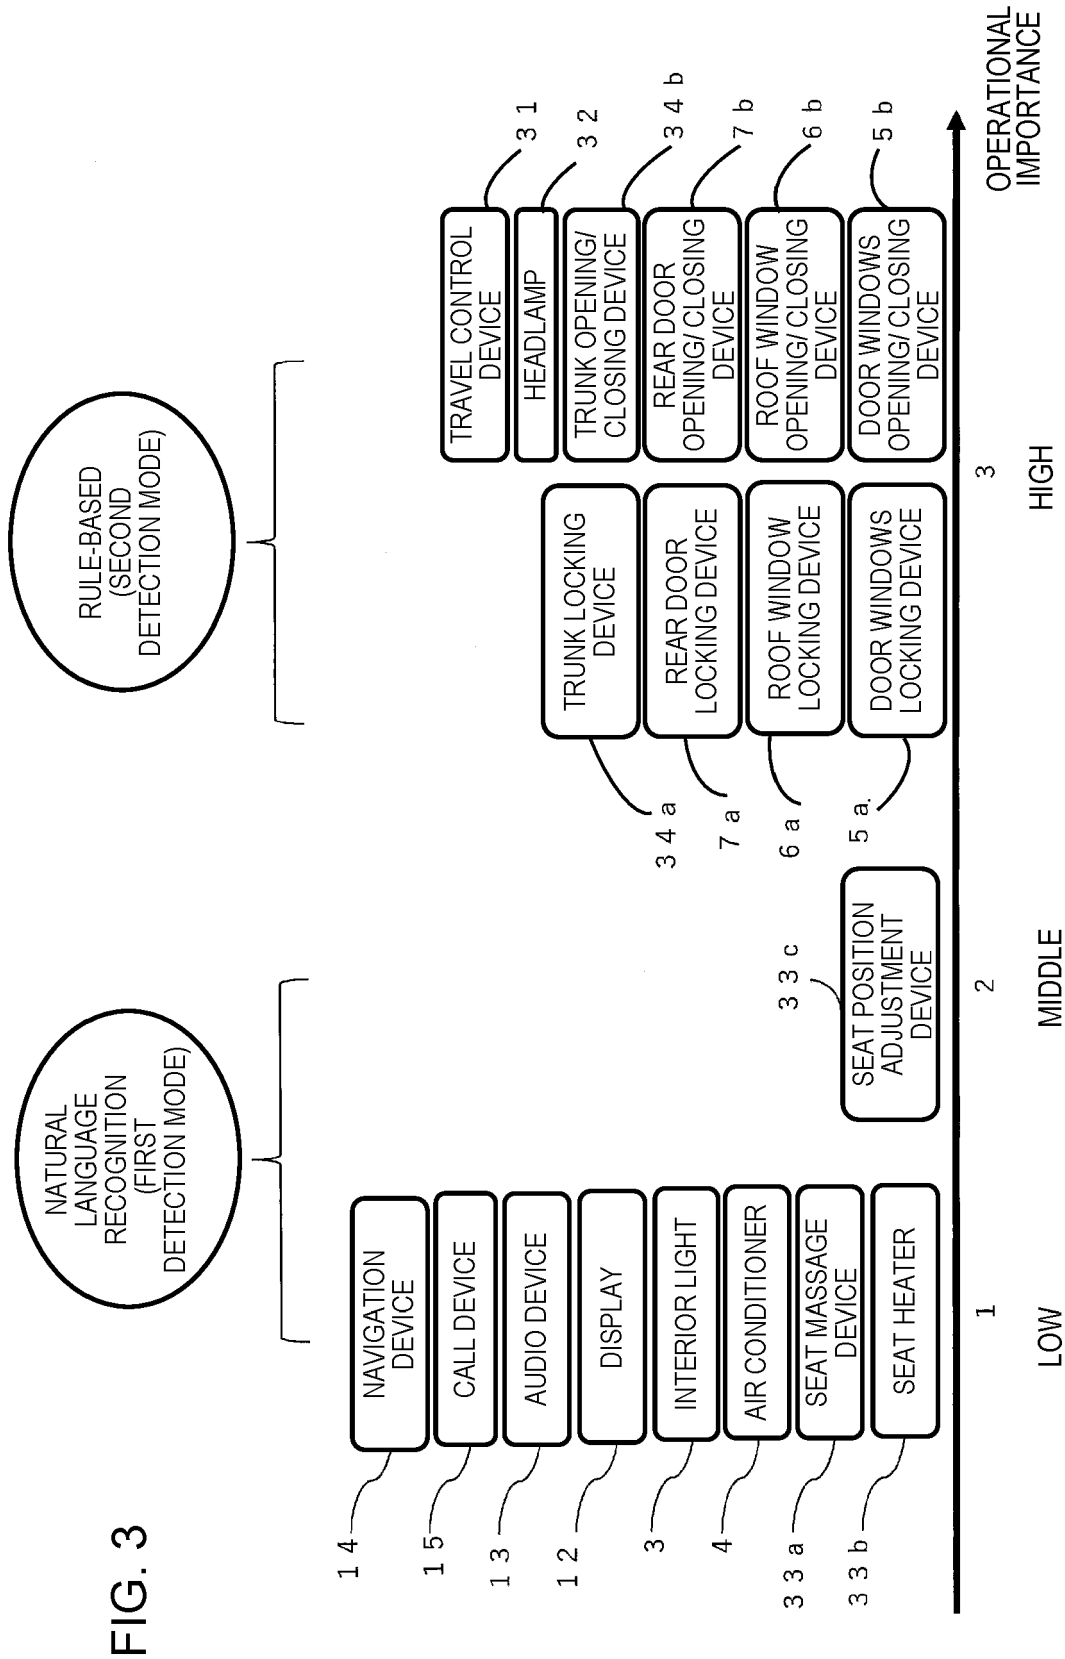 FIG. 3
NATURAL
LANGUAGE
RECOGNITION
(FIRST
DETECTION MODE)
RULE-BASED
(SECOND
DETECTION MODE)
14
NAVIGATION
DEVICE
15
CALL DEVICE
13
AUDIO DEVICE
12
DISPLAY
3
INTERIOR LIGHT
4
AIR CONDITIONER
33a
SEAT MASSAGE
DEVICE
33b
SEAT HEATER
33c
SEAT POSITION
ADJUSTMENT
DEVICE
34a
TRUNK LOCKING
DEVICE
7a
REAR DOOR
LOCKING DEVICE
6a
ROOF WINDOW
LOCKING DEVICE
5a.
DOOR WINDOWS
LOCKING DEVICE
TRAVEL CONTROL
DEVICE
31
HEADLAMP
32
TRUNK OPENING/
CLOSING DEVICE
34b
REAR DOOR
OPENING/ CLOSING
DEVICE
7b
ROOF WINDOW
OPENING/ CLOSING
DEVICE
6b
DOOR WINDOWS
OPENING/ CLOSING
DEVICE
5b
1
2
3
LOW
MIDDLE
HIGH
OPERATIONAL
IMPORTANCE